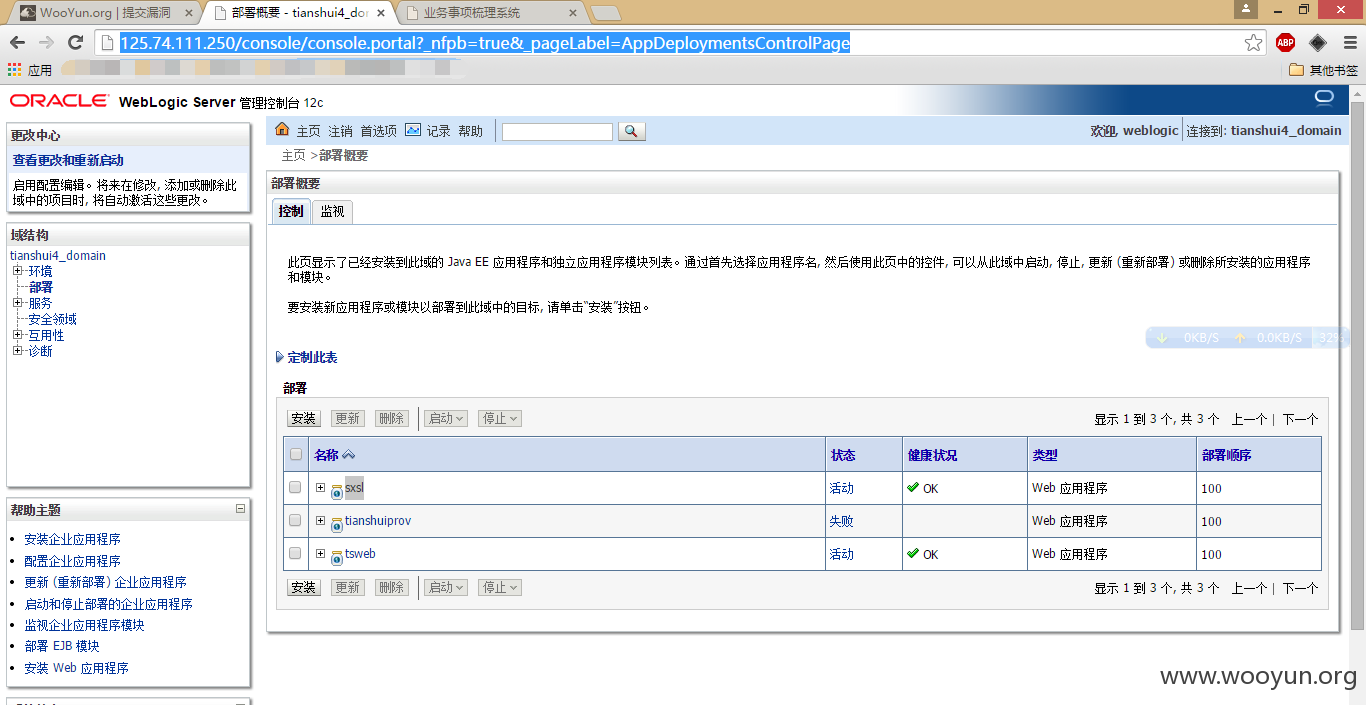 WooYun.org | 提交漏洞
部署概要 - tianshui4_do
业务事项梳理系统
125.74.111.250/console/console.portal?_nfpb=true&_pageLabel=AppDeploymentsControlPage
ABP
应用
其他书签
ORACLE WebLogic Server 管理控制台 12c
更改中心
查看更改和重新启动
启用配置编辑。将来在修改, 添加或删除此
域中的项目时, 将自动激活这些更改。
域结构
tianshui4_domain
环境
部署
服务
安全领域
互用性
诊断
帮助主题
安装企业应用程序
配置企业应用程序
更新 (重新部署) 企业应用程序
启动和停止部署的企业应用程序
监视企业应用程序模块
部署 EJB 模块
安装 Web 应用程序
主页 注销 首选项 记录 帮助
欢迎, weblogic 连接到: tianshui4_domain
主页 >部署概要
部署概要
控制 监视
此页显示了已经安装到此域的 Java EE 应用程序和独立应用程序模块列表。通过首先选择应用程序名, 然后使用此页中的控件, 可以从此域中启动, 停止, 更新 (重新部署) 或删除所安装的应用程序
和模块。
要安装新应用程序或模块以部署到此域中的目标, 请单击“安装”按钮。
0KB/S 0.0KB/S 32%
定制此表
部署
安装 更新 删除 启动 停止 显示 1 到 3 个, 共 3 个 上一个 | 下一个
名称 状态 健康状况 类型 部署顺序
sxsl 活动 OK Web 应用程序 100
tianshuiprov 失败 Web 应用程序 100
tsweb 活动 OK Web 应用程序 100
安装 更新 删除 启动 停止 显示 1 到 3 个, 共 3 个 上一个 | 下一个
www.wooyun.org